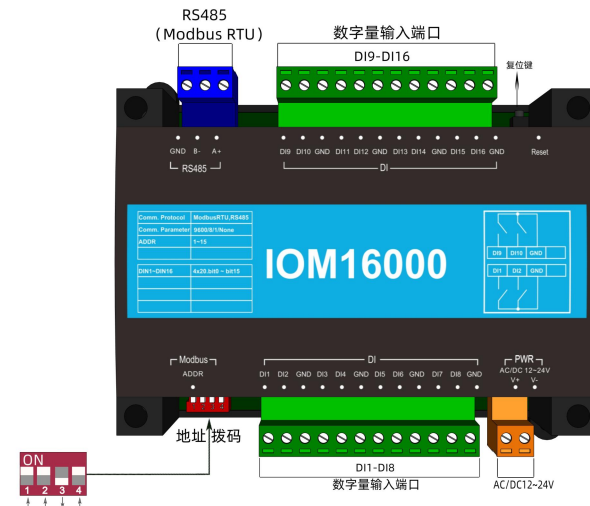 RS485
(Modbus RTU)
数字量输入端口
DI9-DI16
复位键
GND B- A+
RS485
DI9 DI10 GND DI11 DI12 GND DI13 DI14 GND DI15 DI16 GND
DI
Reset
Comm. Protocol ModbusRTU,RS485
Comm. Parameter 9600/8/1/None
ADDR 1~15
DIN1~DIN16 4x20.bit0 ~ bit15
IOM16000
DI9 DI10 GND
DI1 DI2 GND
Modbus
ADDR
DI
DI1 DI2 GND DI3 DI4 GND DI5 DI6 GND DI7 DI8 GND
PWR
AC/DC 12~24V
V+ V-
地址 拨码
ON
1 2 3 4
DI1-DI8
数字量输入端口
AC/DC12~24V